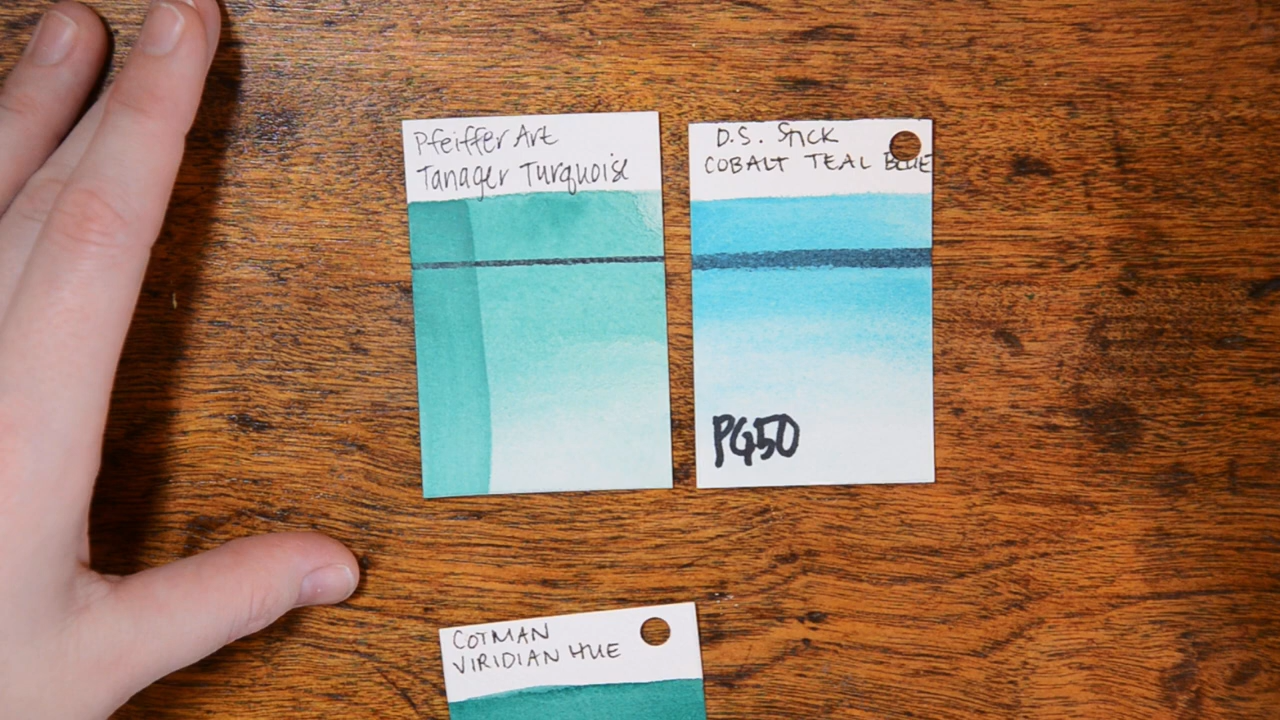 Pfeiffer Art
Tanager Turquoise
D.S. Stick
COBALT TEAL BLUE
PG50
COTMAN
VIRIDIAN HUE